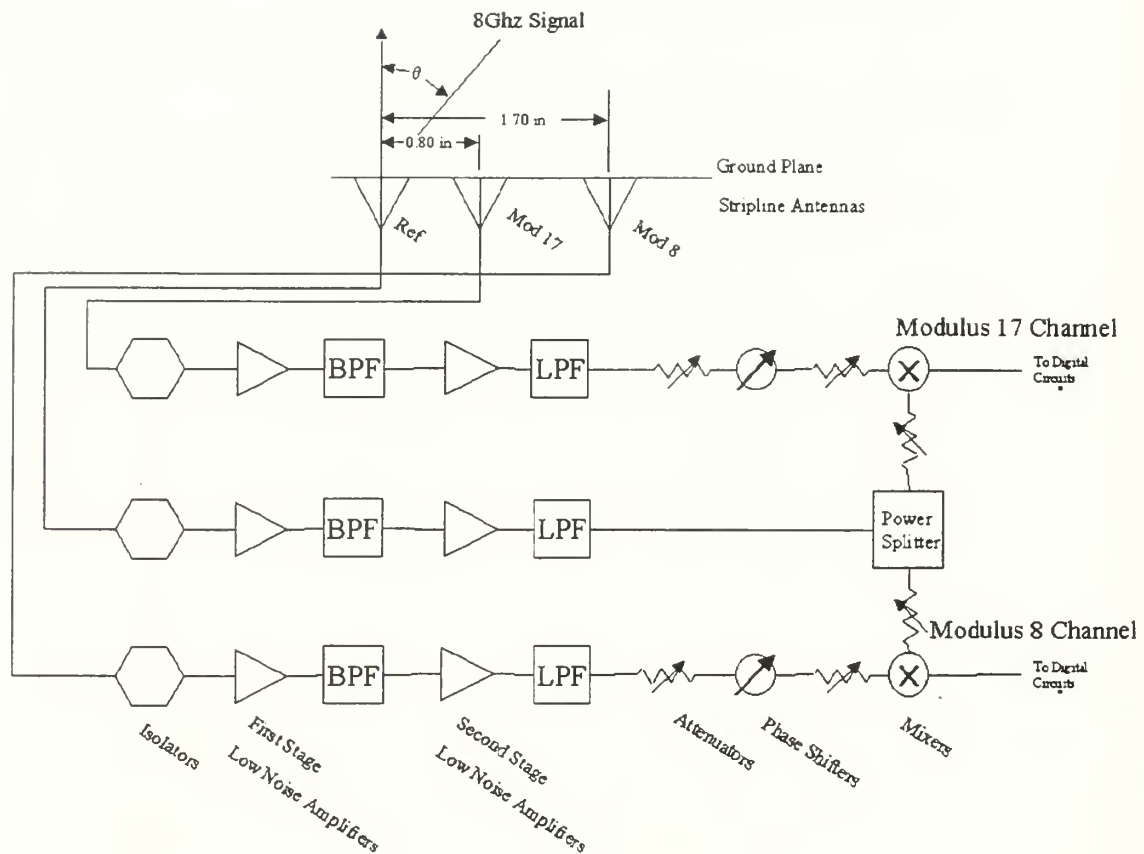 8Ghz Signal
θ
1.70 in
0.80 in
Ground Plane
Stripline Antennas
Ref
Mod 17
Mod 8
Modulus 17 Channel
BPF
LPF
To Digital
Circuits
BPF
LPF
Power
Splitter
Modulus 8 Channel
BPF
LPF
To Digital
Circuits
Isolators
First Stage
Low Noise Amplifiers
Second Stage
Low Noise Amplifiers
Attenuators
Phase Shifters
Mixers